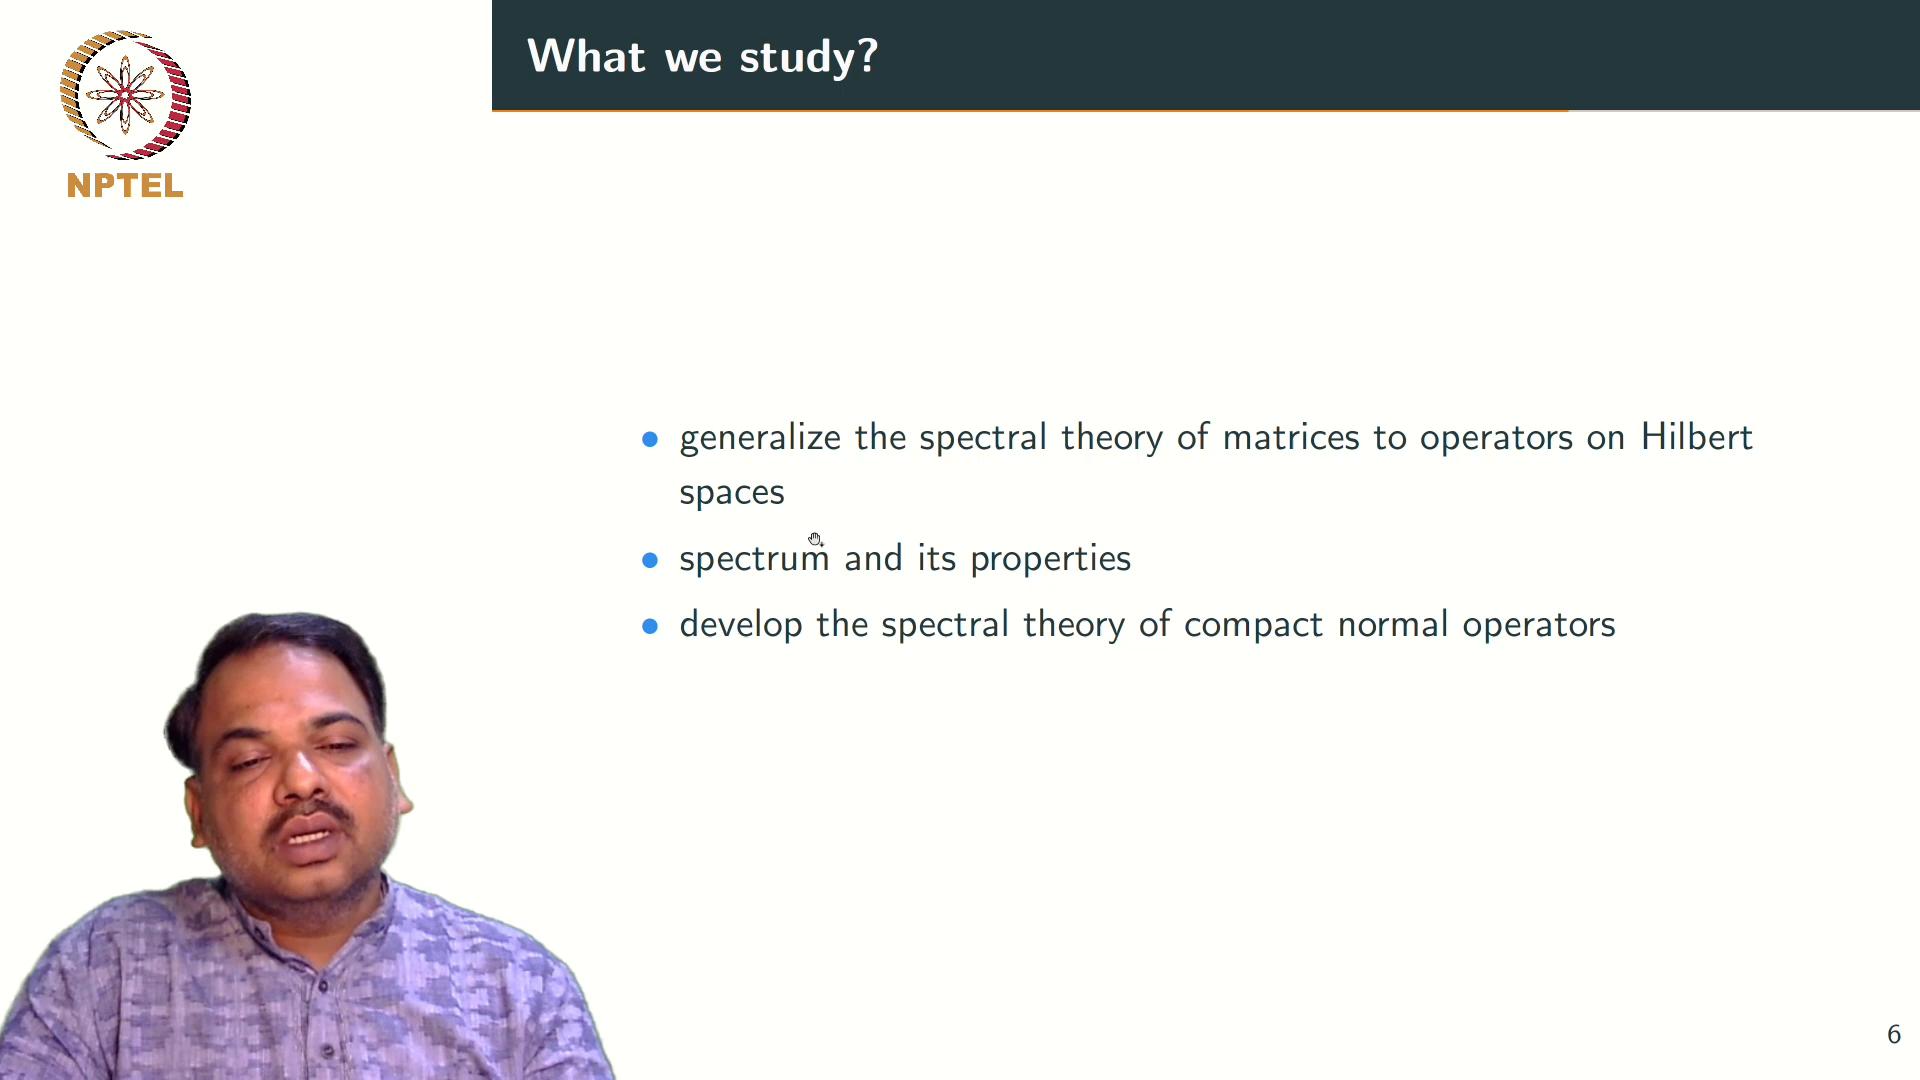 NPTEL
What we study?
• generalize the spectral theory of matrices to operators on Hilbert
spaces
• spectrum and its properties
• develop the spectral theory of compact normal operators
6